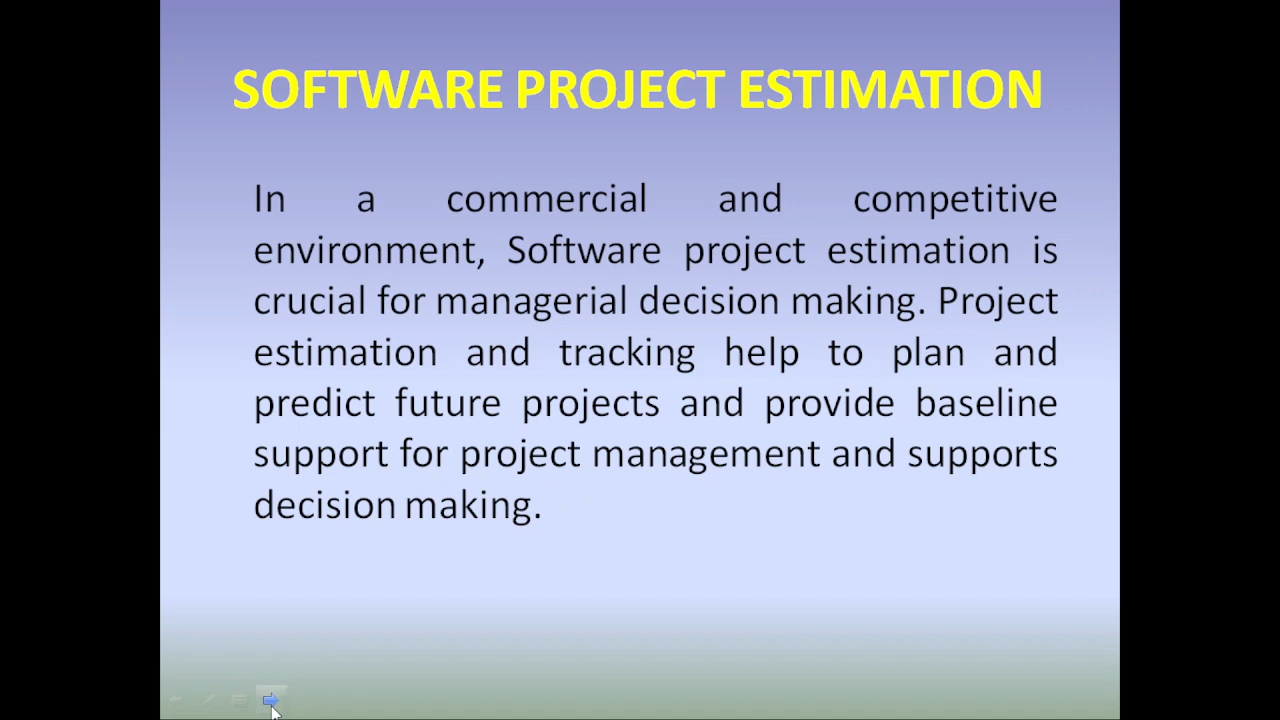 SOFTWARE PROJECT ESTIMATION
In a commercial and competitive
environment, Software project estimation is
crucial for managerial decision making. Project
estimation and tracking help to plan and
predict future projects and provide baseline
support for project management and supports
decision making.